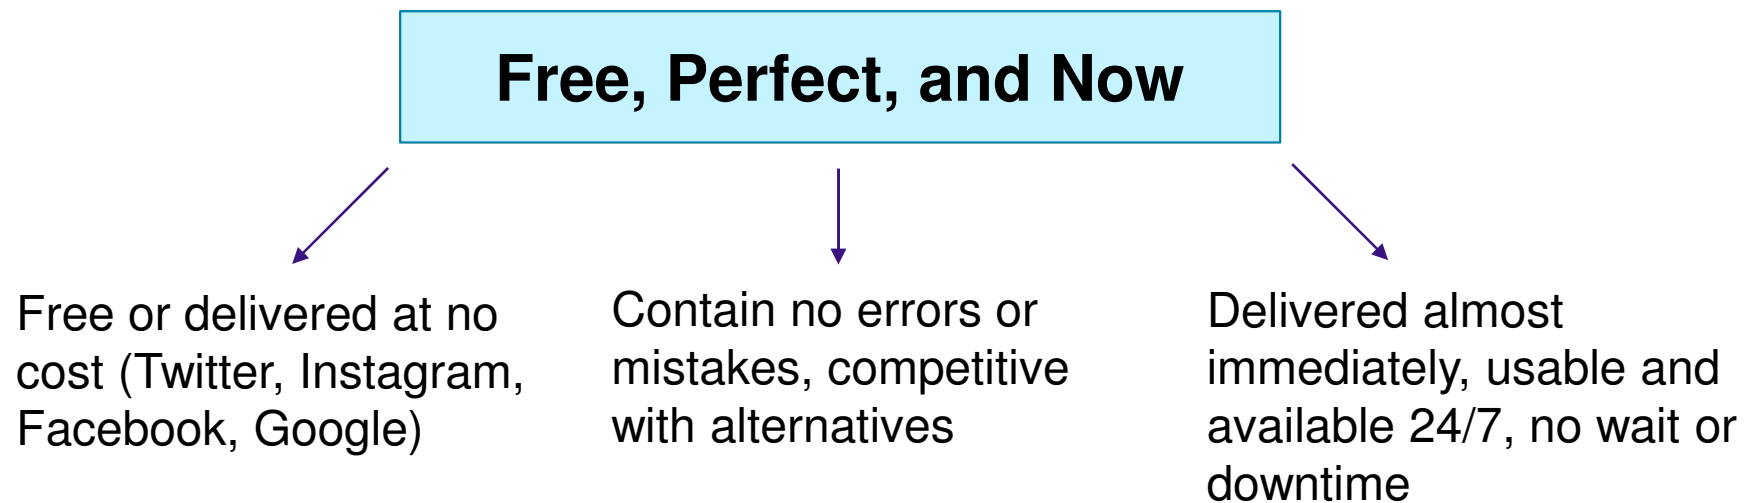 Free, Perfect, and Now
Free or delivered at no
cost (Twitter, Instagram,
Facebook, Google)
Contain no errors or
mistakes, competitive
with alternatives
Delivered almost
immediately, usable and
available 24/7, no wait or
downtime